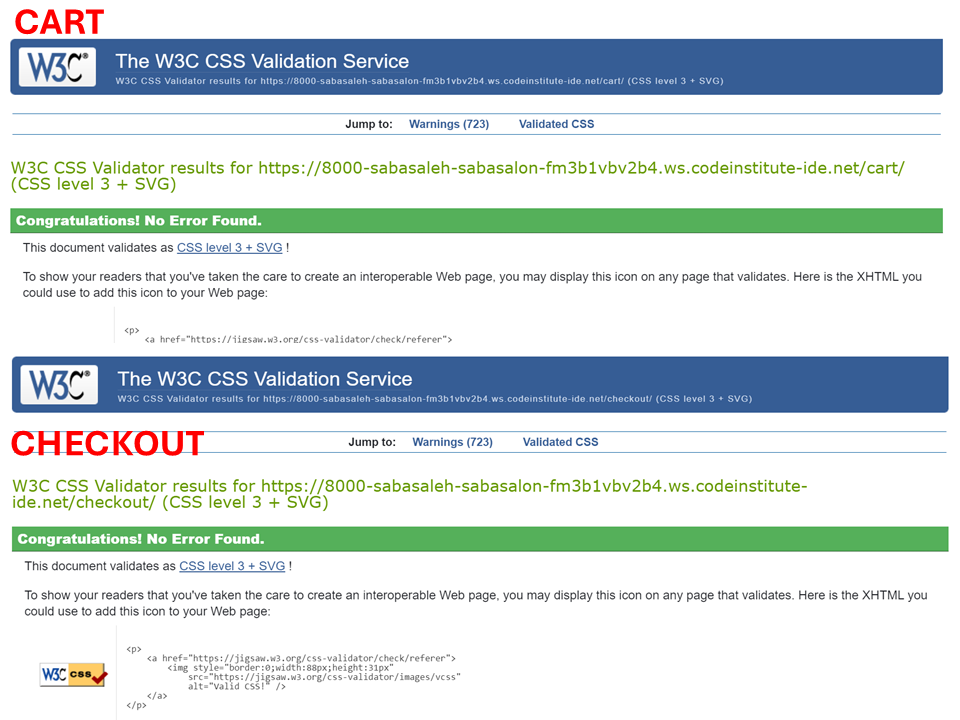 CART
W3C® The W3C CSS Validation Service
W3C CSS Validator results for https://8000-sabasaleh-sabasalon-fm3b1vbv2b4.ws.codeinstitute-ide.net/cart/ (CSS level 3 + SVG)
Jump to: Warnings (723) Validated CSS
W3C CSS Validator results for https://8000-sabasaleh-sabasalon-fm3b1vbv2b4.ws.codeinstitute-ide.net/cart/
(CSS level 3 + SVG)
Congratulations! No Error Found.
This document validates as CSS level 3 + SVG !
To show your readers that you've taken the care to create an interoperable Web page, you may display this icon on any page that validates. Here is the XHTML you
could use to add this icon to your Web page:
<p>
<a href="https://jigsaw.w3.org/css-validator/check/referer">
W3C® The W3C CSS Validation Service
W3C CSS Validator results for https://8000-sabasaleh-sabasalon-fm3b1vbv2b4.ws.codeinstitute-ide.net/checkout/ (CSS level 3 + SVG)
CHECKOUT
Jump to: Warnings (723) Validated CSS
W3C CSS Validator results for https://8000-sabasaleh-sabasalon-fm3b1vbv2b4.ws.codeinstitute-
ide.net/checkout/ (CSS level 3 + SVG)
Congratulations! No Error Found.
This document validates as CSS level 3 + SVG !
To show your readers that you've taken the care to create an interoperable Web page, you may display this icon on any page that validates. Here is the XHTML you
could use to add this icon to your Web page:
<p>
<a href="https://jigsaw.w3.org/css-validator/check/referer">
<img style="border:0;width:88px;height:31px"
src="https://jigsaw.w3.org/css-validator/images/vcss"
alt="Valid CSS!" />
</a>
</p>
W3C css